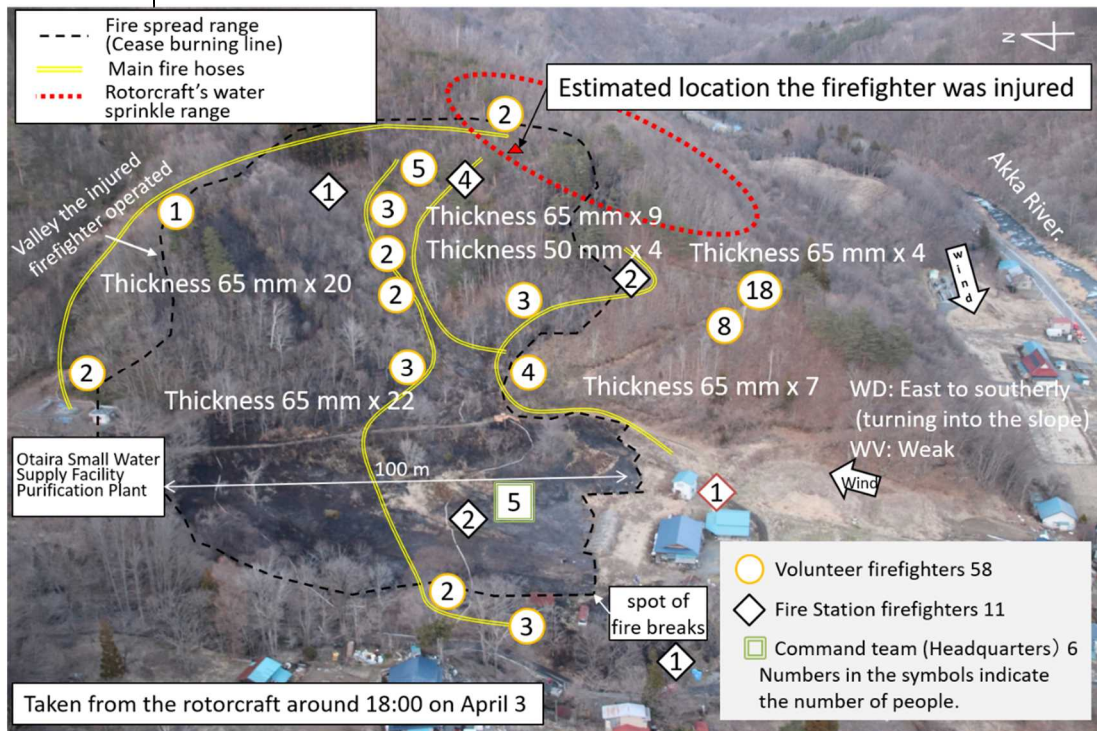 Fire spread range
(Cease burning line)
Main fire hoses
Rotorcraft's water
sprinkle range
N
Estimated location the firefighter was injured
Akka River.
Valley the injured
firefighter operated
2
5
4
1
1
3
Thickness 65 mm x 9
Thickness 50 mm x 4
Thickness 65 mm x 4
wind
2
Thickness 65 mm x 20
2
2
3
18
8
2
3
4
Thickness 65 mm x 22
Thickness 65 mm x 7
WD: East to southerly
(turning into the slope)
WV: Weak
Otaira Small Water
Supply Facility
Purification Plant
100 m
5
2
1
Wind
2
3
spot of
fire breaks
1
Volunteer firefighters 58
Fire Station firefighters 11
Command team (Headquarters) 6
Numbers in the symbols indicate
the number of people.
Taken from the rotorcraft around 18:00 on April 3